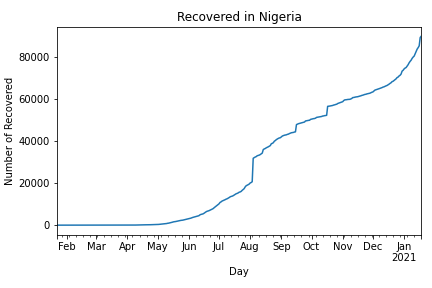 Recovered in Nigeria
Number of Recovered
80000
60000
40000
20000
0
Feb Mar Apr May Jun Jul Aug Sep Oct Nov Dec Jan
2021
Day